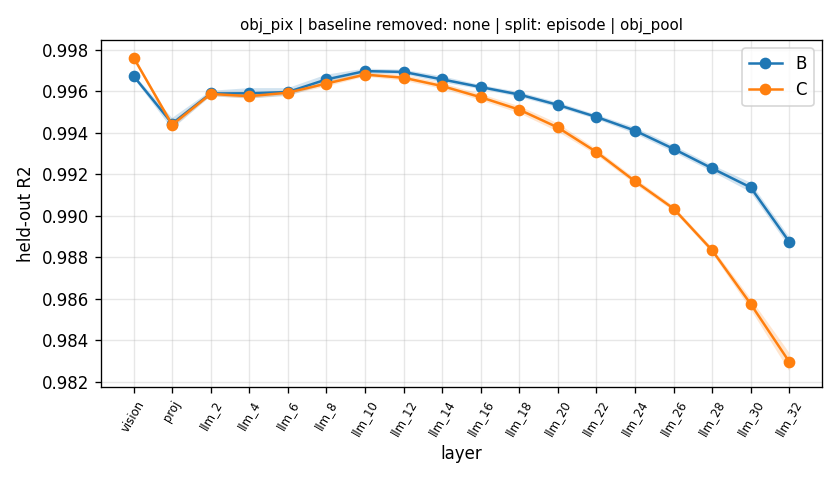 obj_pix | baseline removed: none | split: episode | obj_pool
B
C
held-out R2
0.998
0.996
0.994
0.992
0.990
0.988
0.986
0.984
0.982
vision
proj
llm_2
llm_4
llm_6
llm_8
llm_10
llm_12
llm_14
llm_16
llm_18
llm_20
llm_22
llm_24
llm_26
llm_28
llm_30
llm_32
layer